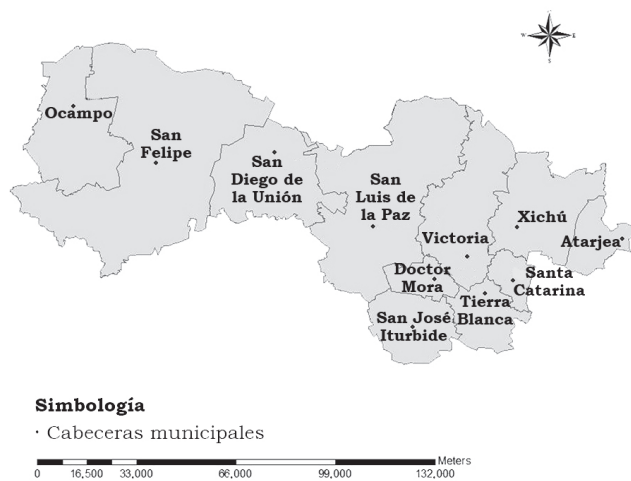 N
W E
S
Ocampo
San
Felipe
San
Diego de
la Unión
San
Luis de
la Paz
Xichú
Victoria
Atarjea
Doctor
Mora
Santa
Catarina
Tierra
Blanca
San José
Iturbide
Simbología
· Cabeceras municipales
Meters
0 16,500 33,000 66,000 99,000 132,000